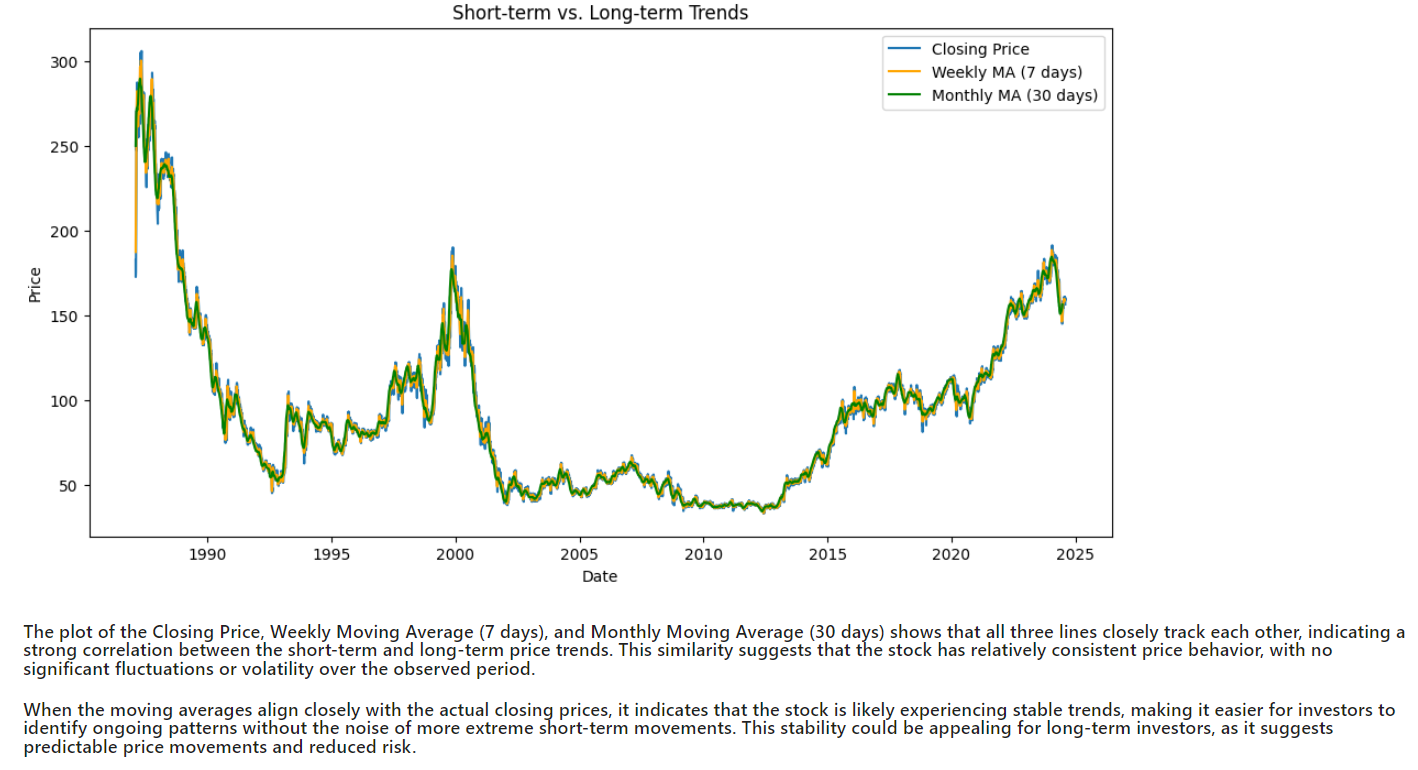 Short-term vs. Long-term Trends
Closing Price
Weekly MA (7 days)
Monthly MA (30 days)
300
250
200
150
100
50
Price
1990 1995 2000 2005 2010 2015 2020 2025
Date
The plot of the Closing Price, Weekly Moving Average (7 days), and Monthly Moving Average (30 days) shows that all three lines closely track each other, indicating a
strong correlation between the short-term and long-term price trends. This similarity suggests that the stock has relatively consistent price behavior, with no
significant fluctuations or volatility over the observed period.
When the moving averages align closely with the actual closing prices, it indicates that the stock is likely experiencing stable trends, making it easier for investors to
identify ongoing patterns without the noise of more extreme short-term movements. This stability could be appealing for long-term investors, as it suggests
predictable price movements and reduced risk.